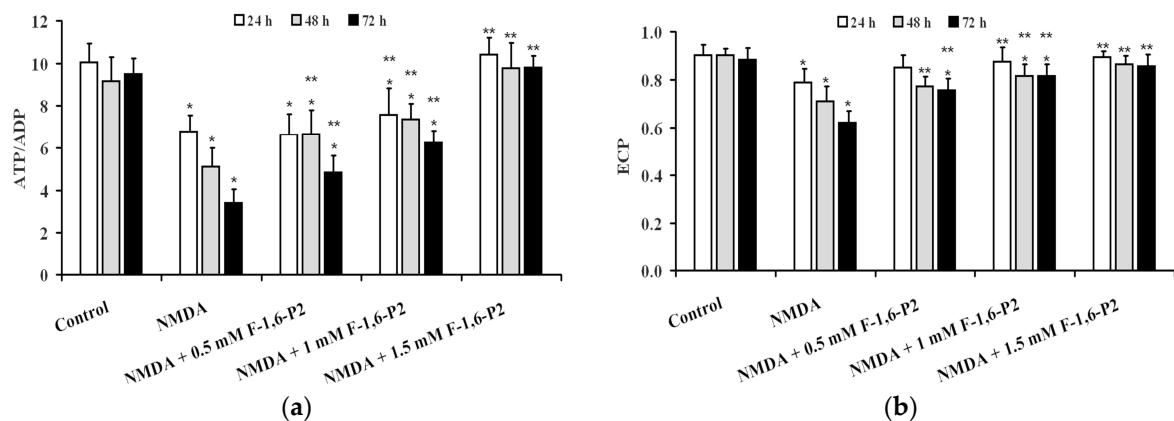 24 h 48 h 72 h
12
10
8
6
4
2
0
ATP/ADP
** ** **
** ** **
* * *
** **
* * *
* * *
Control
NMDA
NMDA + 0.5 mM F-1,6-P2
NMDA + 1 mM F-1,6-P2
NMDA + 1.5 mM F-1,6-P2
(a)
24 h 48 h 72 h
1.0
0.8
0.6
0.4
0.2
0.0
ECP
* * *
** ** *
** ** ** * *
** ** **
Control
NMDA
NMDA + 0.5 mM F-1,6-P2
NMDA + 1 mM F-1,6-P2
NMDA + 1.5 mM F-1,6-P2
(b)